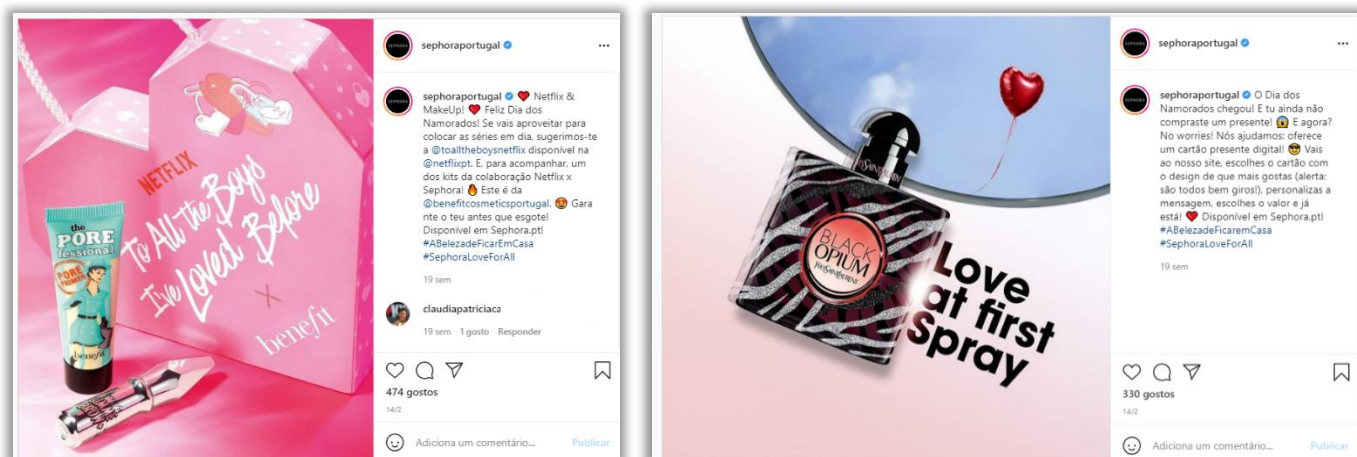 sephoraportugal
sephoraportugal ❤️ Netflix &
MakeUp! ❤️ Feliz Dia dos
Namorados! Se vais aproveitar para
colocar as séries em dia, sugerimos-te
a @toalltheboysnetflix disponível na
@netflixpt. E, para acompanhar, um
dos kits da colaboração Netflix x
Sephora! 🔥 Este é da
@benefitcosmeticsportugal. 😍 Gara
nte o teu antes que esgote!
Disponível em Sephora.pt!
#ABelezadeFicarEmCasa
#SephoraLoveForAll
19 sem
claudiapatriciaca
19 sem 1 gosto Responder
474 gostos
14/2
Adiciona um comentário... Publicar
NETFLIX
To All the Boys
I've Loved Before
x
benefit
the
POREfessional
PORE
PRIMER
benefit
sephoraportugal
sephoraportugal O Dia dos
Namorados chegou! E tu ainda não
compraste um presente! 😱 E agora?
No worries! Nós ajudamos: oferece
um cartão presente digital! 😎 Vais
ao nosso site, escolhes o cartão com
o design de que mais gostas (alerta:
são todos bem giros!), personalizas a
mensagem, escolhes o valor e já
está! ❤️ Disponível em Sephora.pt!
#ABelezadeFicaremCasa
#SephoraLoveForAll
19 sem
330 gostos
14/2
Adiciona um comentário... Publicar
YVESSAINTLAURENT
BLACK
OPIUM
YVESSAINTLAURENT
Love
at first
Spray